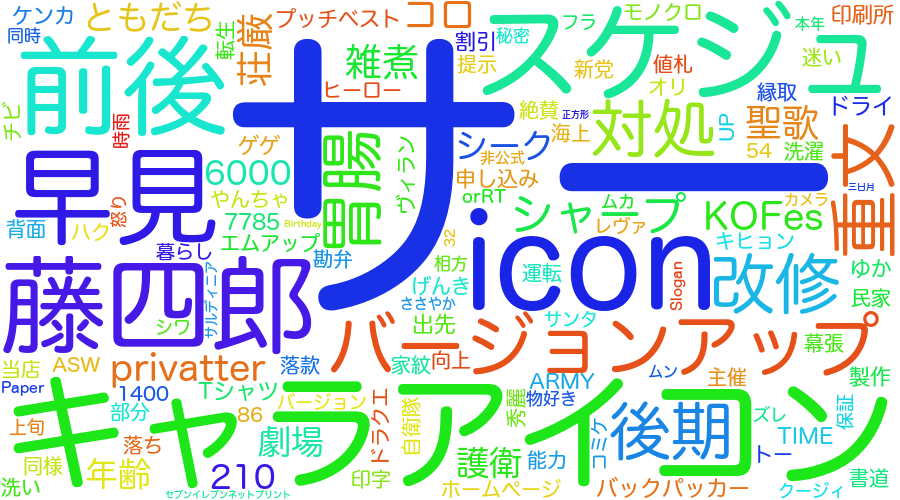 ケンカ
ともだち
転生
荘厳
プッチベスト
コロ
割引
秘密
スケジュ
フラ
モノクロ
本年
印刷所
同時
前後
サー
雑煮
提示
新党
値札
迷い
ヒーロー
オリ
縁取
ドライ
チビ
時雨
ゲゲ
胃腸
ヴィラン
シーク
絶賛
正方形
海上
対処
UP
聖歌
重文
早見
6000
非公式
申し込み
54
洗濯
三日月
やんちゃ
orRT
ムカ
カメラ
怒り
7785
Birthday
シャープ
レヴァ
KOFes
背面
ハク
エムアップ
32
キヒョン
暮らし
勘弁
相方
icon
運転
Slogan
改修
ゆか
藤四郎
サルディニア
げんき
民家
ささやか
シワ
出先
サンタ
バージョンアップ
幕張
当店
ASW
privatter
落款
家紋
向上
ムン
主催
製作
Paper
1400
Tシャツ
ドラクエ
ARMY
物好き
キャラアイコン
部分
86
バージョン
自衛隊
秀麗
コミケ
後期
ズレ
保証
上旬
落ち
劇場
TIME
同様
年齢
210
印字
護衛
能力
トー
書道
洗い
セブンイレブンネットプリント
ホームページ
バックパッカー
クージィ